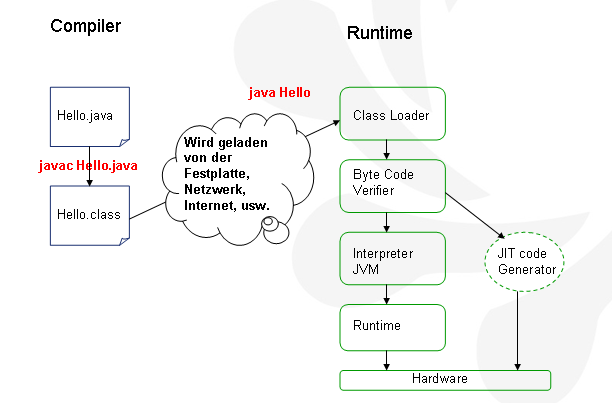 Compiler
Runtime
java Hello
Hello.java
Class Loader
javac Hello.java
Wird geladen
von der
Festplatte,
Netzwerk,
Internet, usw.
Byte Code
Verifier
Hello.class
Interpreter
JVM
JIT code
Generator
Runtime
Hardware